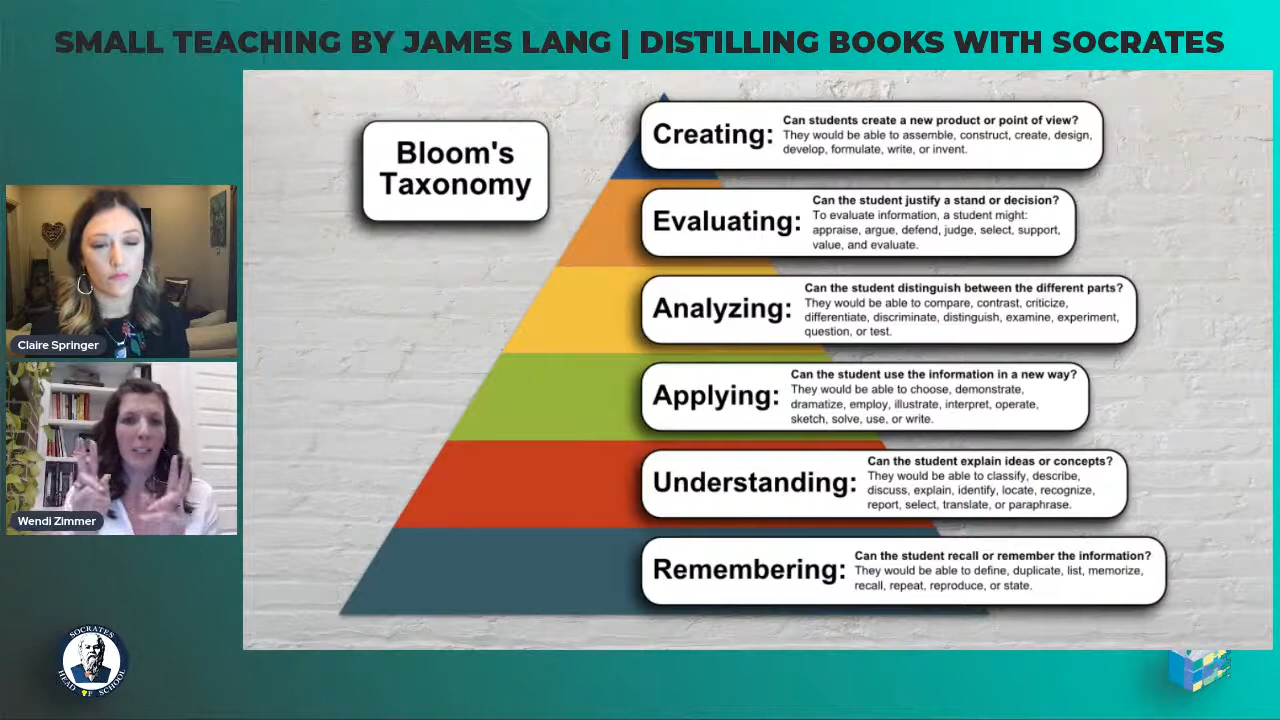 SMALL TEACHING BY JAMES LANG | DISTILLING BOOKS WITH SOCRATES
Bloom's
Taxonomy
Creating:
Can students create a new product or point of view?
They would be able to assemble, construct, create, design,
develop, formulate, write, or invent.
Evaluating:
Can the student justify a stand or decision?
To evaluate information, a student might:
appraise, argue, defend, judge, select, support,
value, and evaluate.
Analyzing:
Can the student distinguish between the different parts?
They would be able to compare, contrast, criticize,
differentiate, discriminate, distinguish, examine, experiment,
question, or test.
Applying:
Can the student use the information in a new way?
They would be able to choose, demonstrate,
dramatize, employ, illustrate, interpret, operate,
sketch, solve, use, or write.
Understanding:
Can the student explain ideas or concepts?
They would be able to classify, describe,
discuss, explain, identify, locate, recognize,
report, select, translate, or paraphrase.
Remembering:
Can the student recall or remember the information?
They would be able to define, duplicate, list, memorize,
recall, repeat, reproduce, or state.
Claire Springer
Wendi Zimmer
SOCRATES
HEAD OF SCHOOL